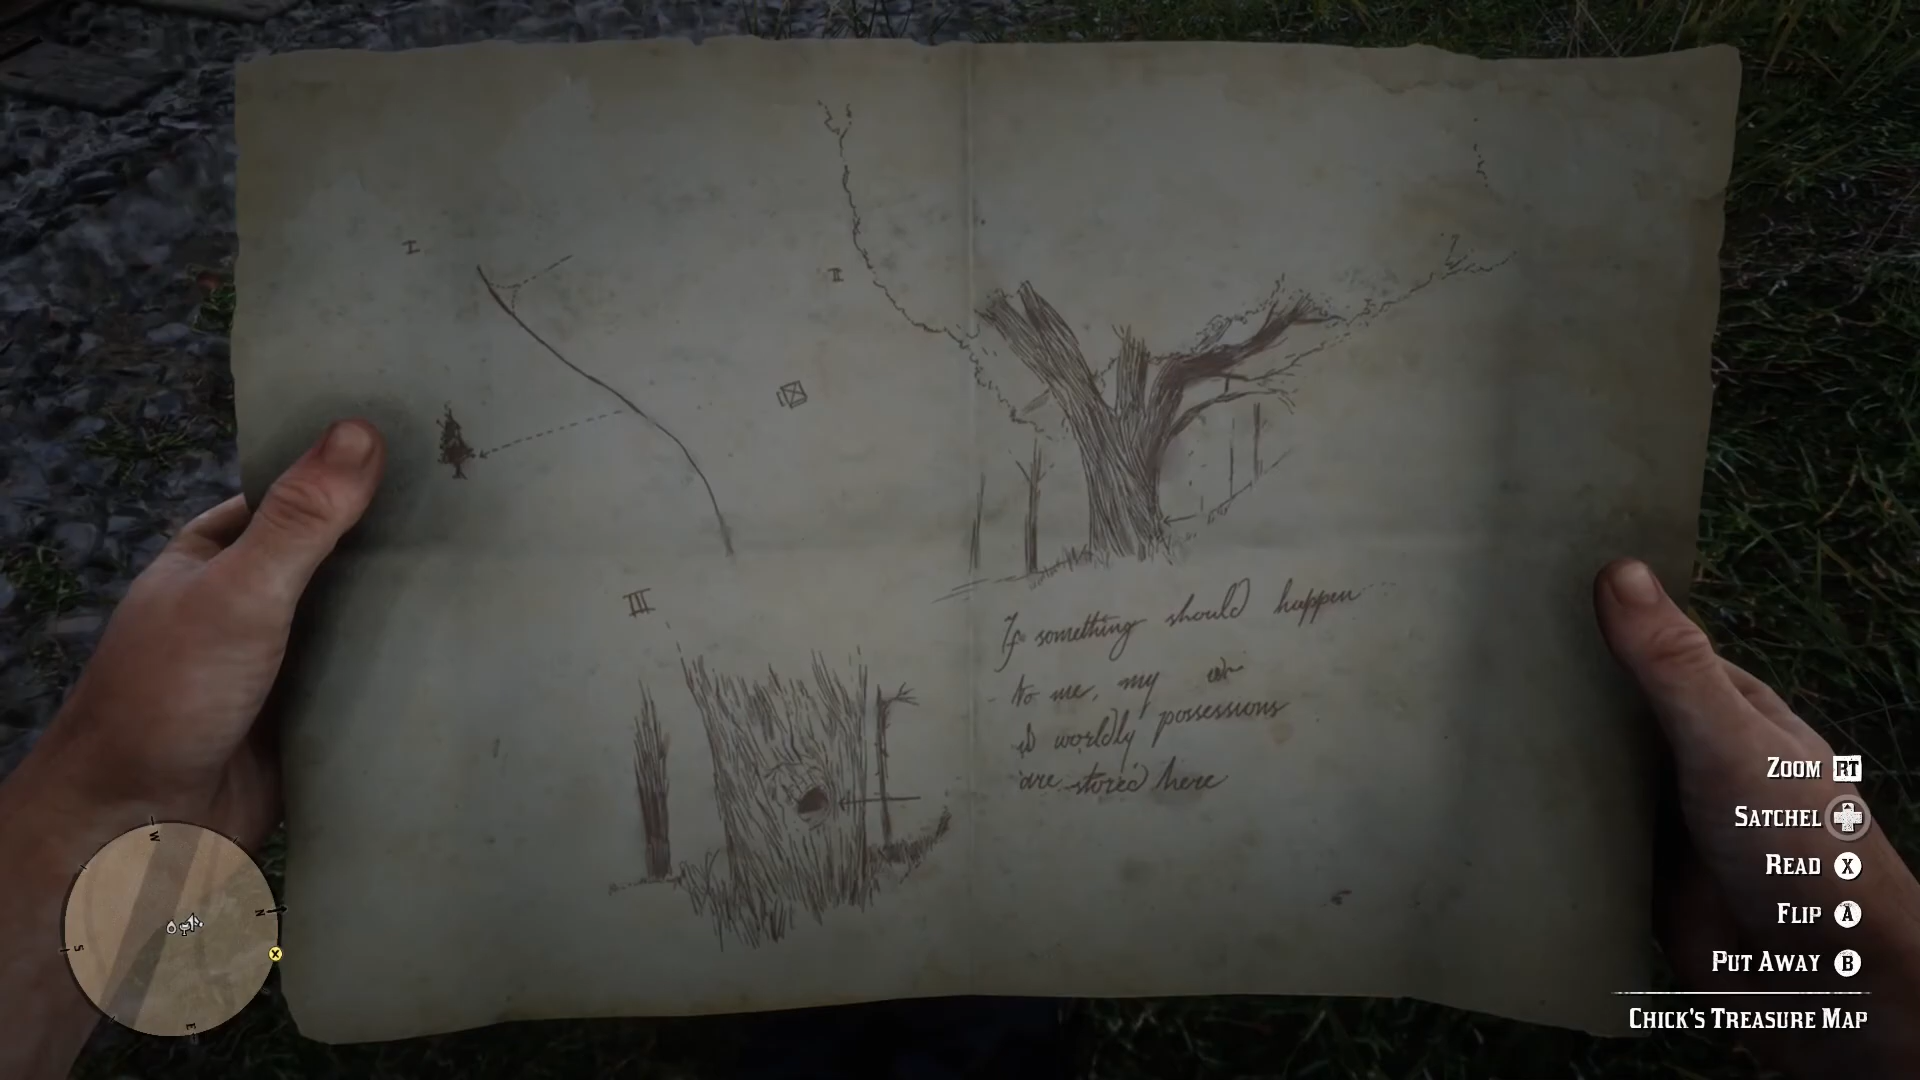 I
II
III
If something should happen
to me, my
worldly possessions
are stored here
W
N
S
E
X
ZOOM RT
SATCHEL
READ X
FLIP A
PUT AWAY B
CHICK'S TREASURE MAP